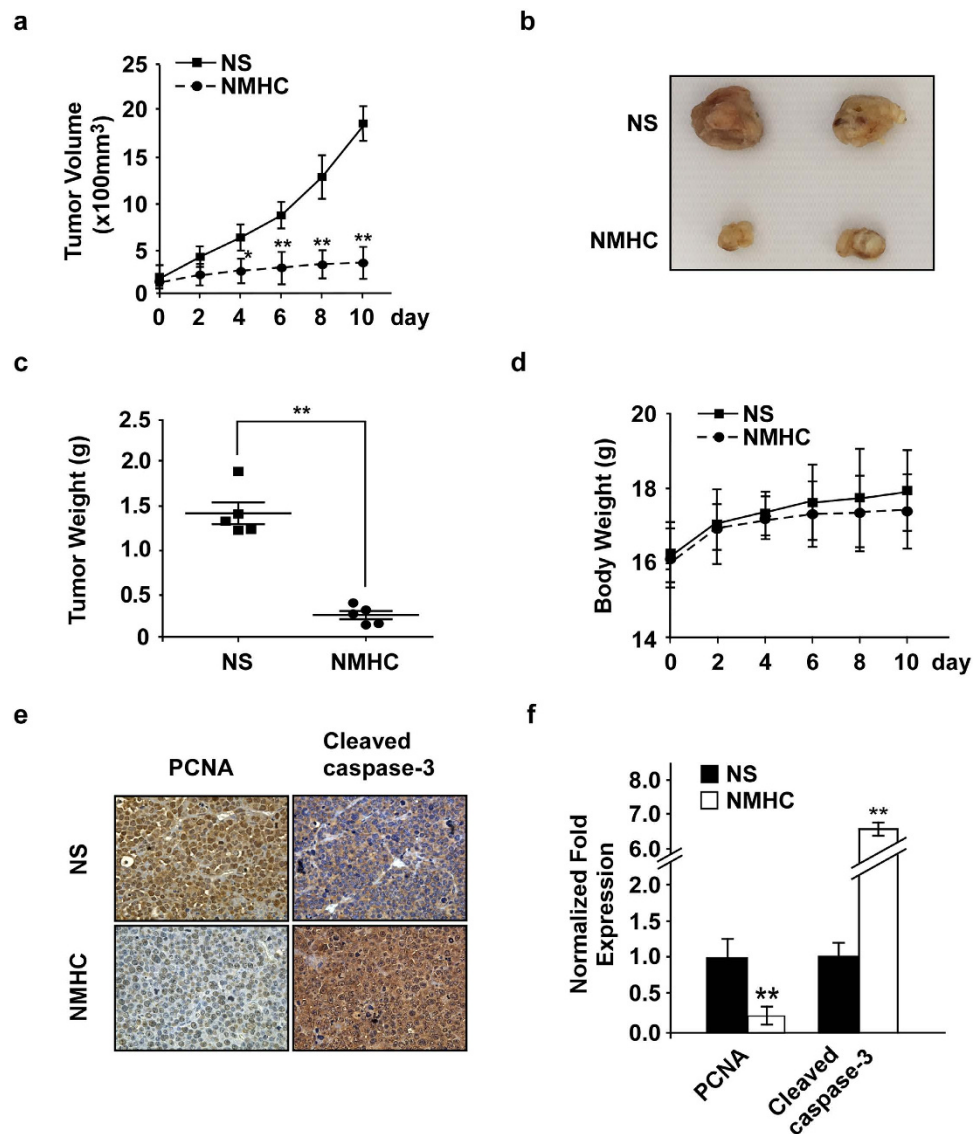 a
Tumor Volume
(x100mm³)
25
20
15
10
5
0
NS
NMHC
*
**
**
**
0 2 4 6 8 10 day
b
NS
NMHC
c
Tumor Weight (g)
2.5
2.0
1.5
1.0
0.5
0
**
NS NMHC
d
Body Weight (g)
20
18
16
14
NS
NMHC
0 2 4 6 8 10 day
e
PCNA
Cleaved
caspase-3
NS
NMHC
f
Normalized Fold
Expression
8.0
7.0
6.0
2.0
1.0
0.5
0.0
NS
NMHC
**
**
PCNA
Cleaved
caspase-3